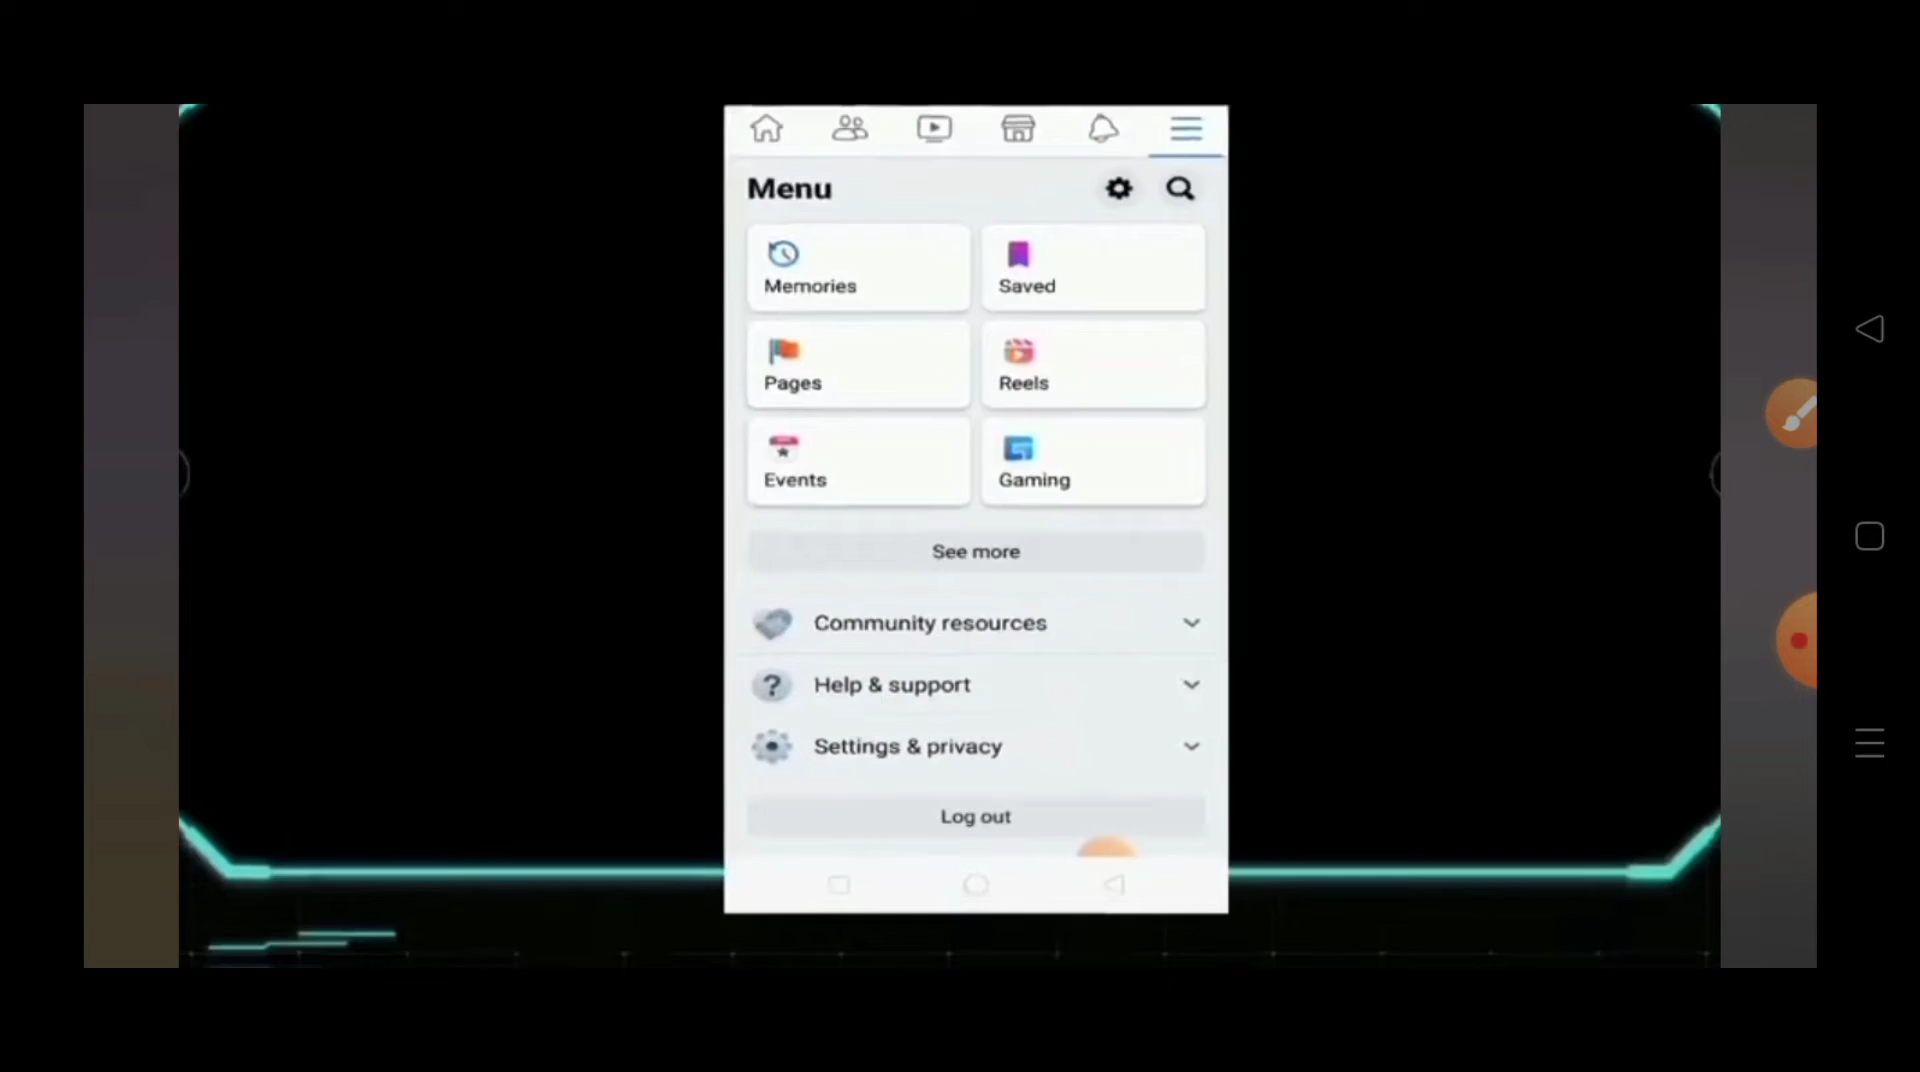 Menu
Memories
Saved
Pages
Reels
Events
Gaming
See more
Community resources
Help & support
Settings & privacy
Log out